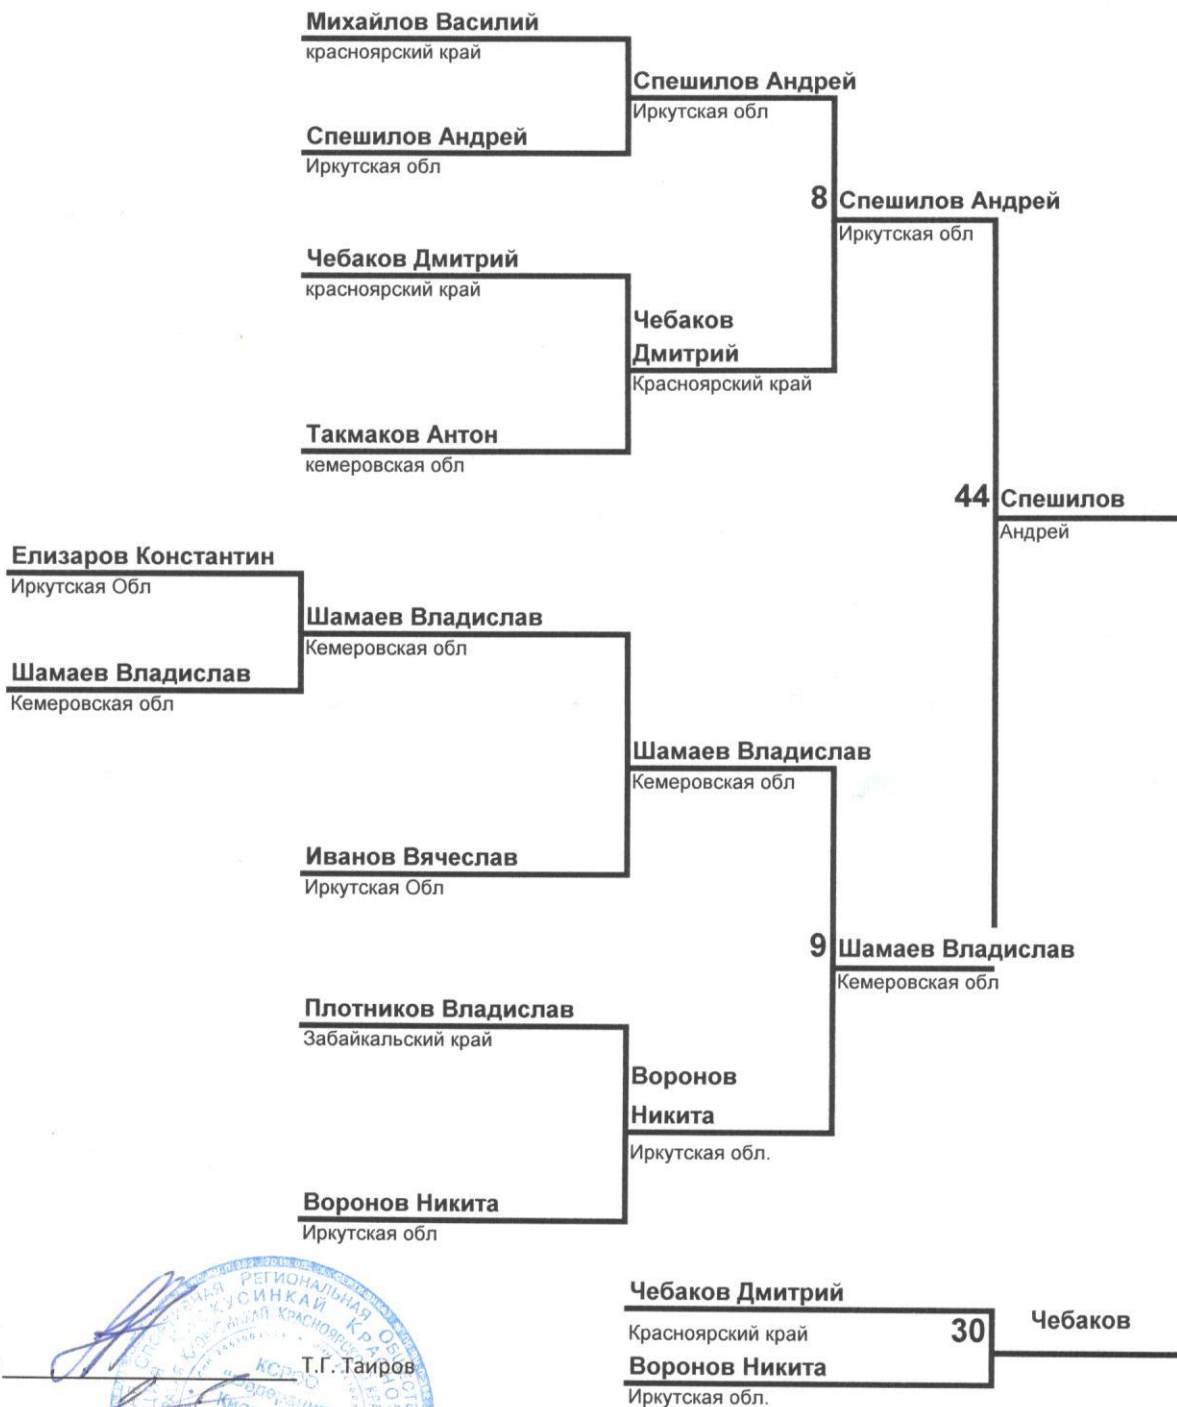 Михайлов Василий
красноярский край
Спешилов Андрей
Иркутская обл
Спешилов Андрей
Иркутская обл
8 Спешилов Андрей
Иркутская обл
Чебаков Дмитрий
красноярский край
Чебаков
Дмитрий
Красноярский край
Такмаков Антон
кемеровская обл
44 Спешилов
Андрей
Елизаров Константин
Иркутская Обл
Шамаев Владислав
Кемеровская обл
Шамаев Владислав
Кемеровская обл
Шамаев Владислав
Кемеровская обл
Иванов Вячеслав
Иркутская Обл
9 Шамаев Владислав
Кемеровская обл
Плотников Владислав
Забайкальский край
Воронов
Никита
Иркутская обл.
Воронов Никита
Иркутская обл
Чебаков Дмитрий
Красноярский край
30
Чебаков
Воронов Никита
Иркутская обл.
Т.Г. Таиров
РЕГИОНАЛЬНАЯ
КСРОО